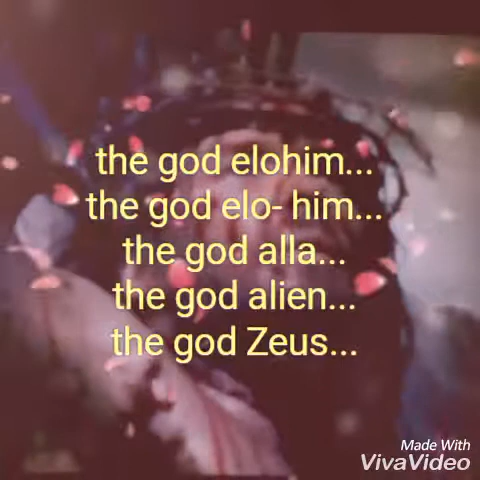 the god elohim...
the god elo- him...
the god alla...
the god alien...
the god Zeus...
Made With
VivaVideo